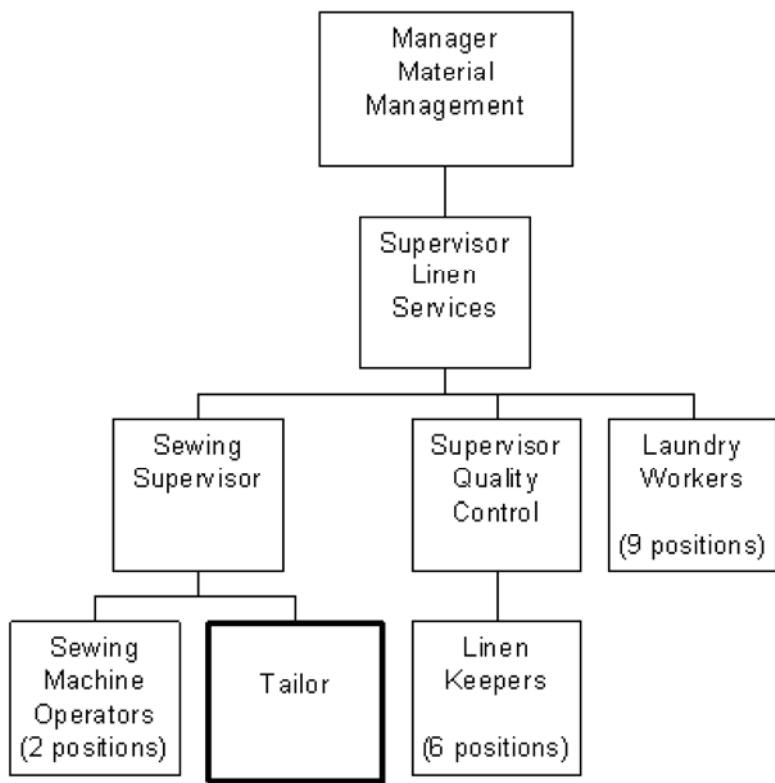 Manager
Material
Management
Supervisor
Linen
Services
Sewing
Supervisor
Supervisor
Quality
Control
Laundry
Workers
(9 positions)
Sewing
Machine
Operators
(2 positions)
Tailor
Linen
Keepers
(6 positions)